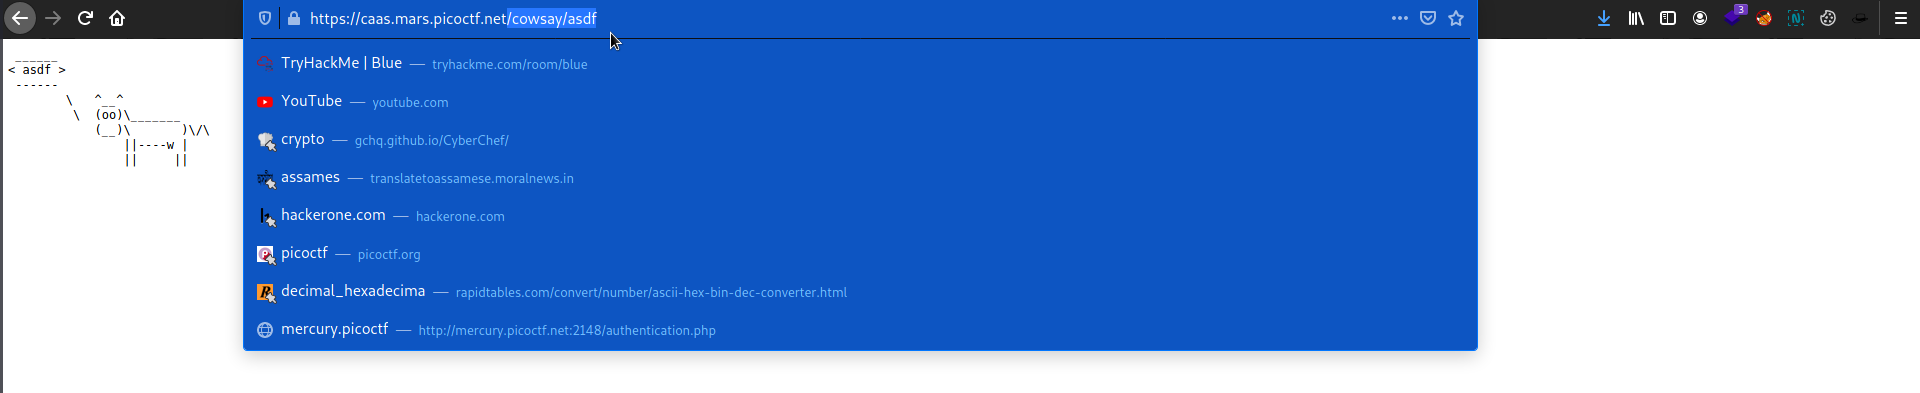 https://caas.mars.picoctf.net/cowsay/asdf
3
TryHackMe | Blue — tryhackme.com/room/blue
YouTube — youtube.com
crypto — gchq.github.io/CyberChef/
assames — translatetoassamese.moralnews.in
hackerone.com — hackerone.com
picoctf — picoctf.org
decimal_hexadecima — rapidtables.com/convert/number/ascii-hex-bin-dec-converter.html
mercury.picoctf — http://mercury.picoctf.net:2148/authentication.php
 ______
< asdf >
 ------
        \   ^__^
         \  (oo)\_______
            (__)\       )\/\
                ||----w |
                ||     ||